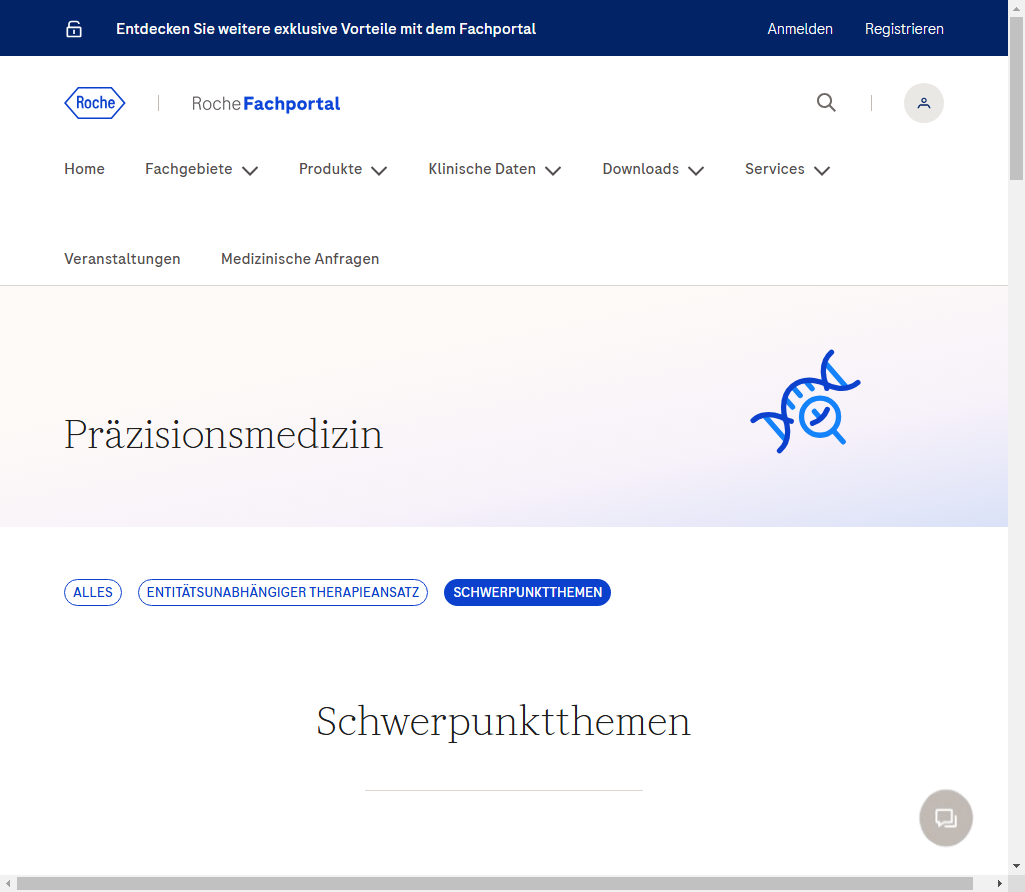 Entdecken Sie weitere exklusive Vorteile mit dem Fachportal
Anmelden
Registrieren
Roche
RocheFachportal
Home
Fachgebiete
Produkte
Klinische Daten
Downloads
Services
Veranstaltungen
Medizinische Anfragen
Präzisionsmedizin
ALLES
ENTITÄTSUNABHÄNGIGER THERAPIEANSATZ
SCHWERPUNKTTHEMEN
Schwerpunktthemen